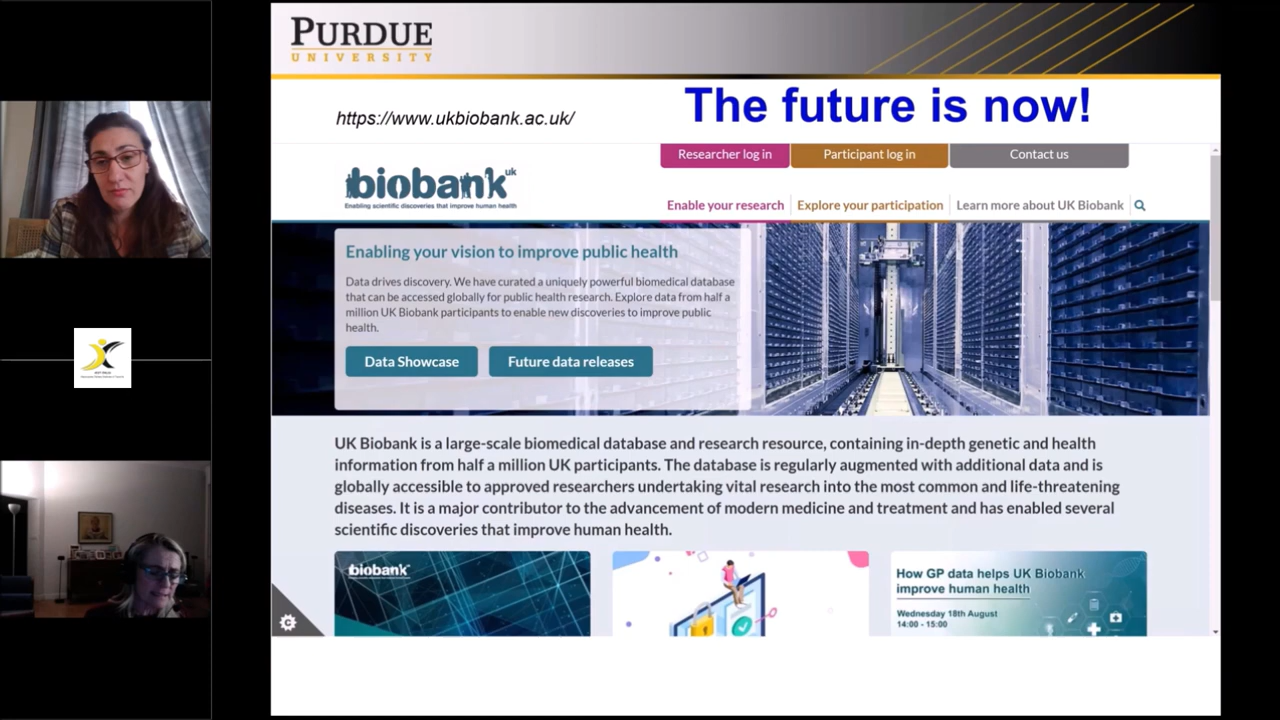 PURDUE
UNIVERSITY
https://www.ukbiobank.ac.uk/
The future is now!
Researcher log in
Participant log in
Contact us
biobank uk
Enabling scientific discoveries that improve human health
Enable your research
Explore your participation
Learn more about UK Biobank
Enabling your vision to improve public health
Data drives discovery. We have curated a uniquely powerful biomedical database
that can be accessed globally for public health research. Explore data from half a
million UK Biobank participants to enable new discoveries to improve public
health.
Data Showcase
Future data releases
UK Biobank is a large-scale biomedical database and research resource, containing in-depth genetic and health
information from half a million UK participants. The database is regularly augmented with additional data and is
globally accessible to approved researchers undertaking vital research into the most common and life-threatening
diseases. It is a major contributor to the advancement of modern medicine and treatment and has enabled several
scientific discoveries that improve human health.
biobank
How GP data helps UK Biobank
improve human health
Wednesday 18th August
14:00 - 15:00